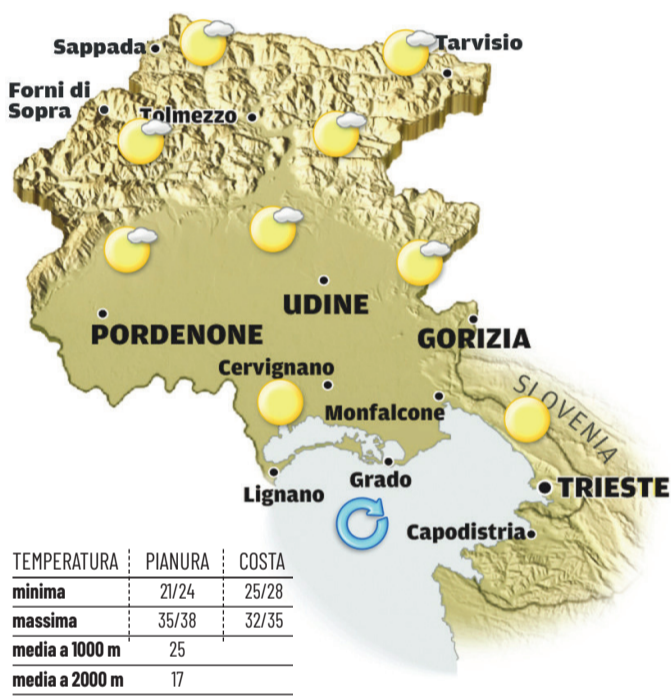 Sappada
Tarvisio
Forni di
Sopra
Tolmezzo
UDINE
PORDENONE
GORIZIA
Cervignano
SLOVENIA
Monfalcone
Grado
Lignano
TRIESTE
Capodistria
TEMPERATURA PIANURA COSTA
minima 21/24 25/28
massima 35/38 32/35
media a 1000 m 25
media a 2000 m 17